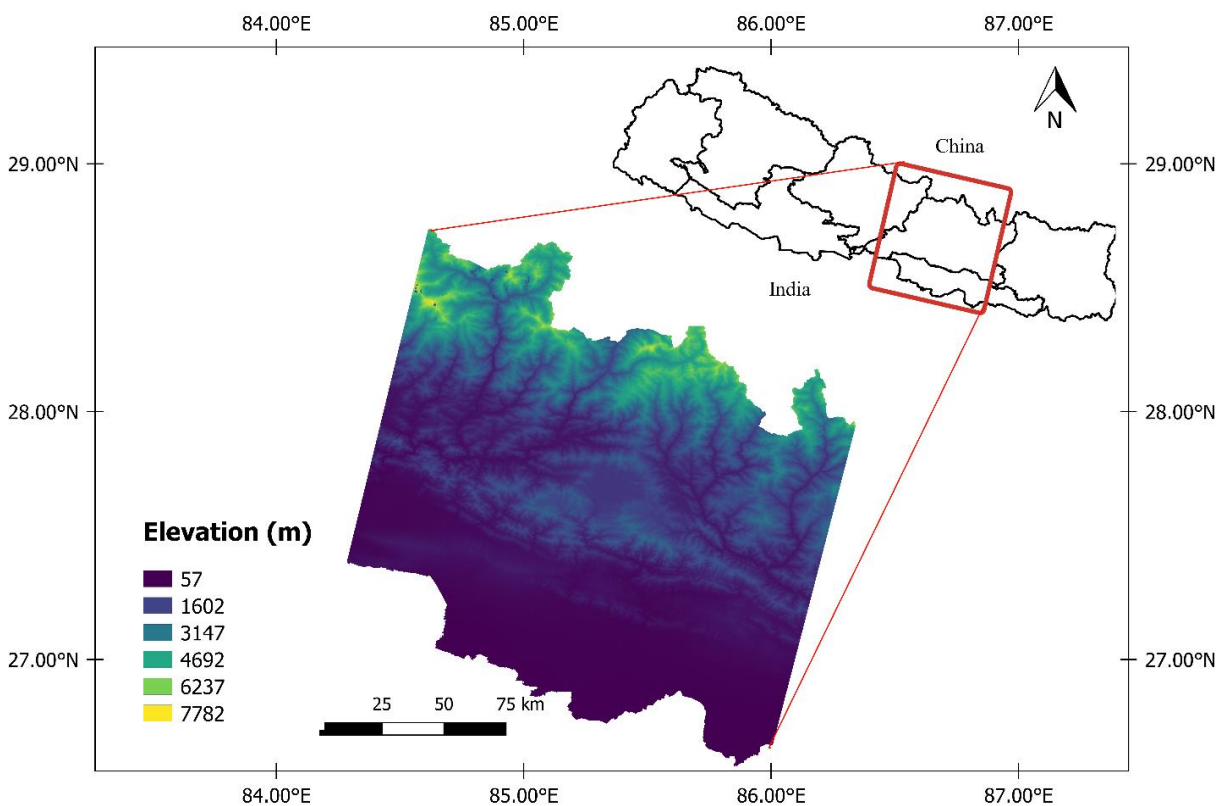 84.00°E 85.00°E 86.00°E 87.00°E
N
China
29.00°N 29.00°N
India
28.00°N 28.00°N
Elevation (m)
57
1602
3147
4692
6237
7782
27.00°N 27.00°N
25 50 75 km
84.00°E 85.00°E 86.00°E 87.00°E